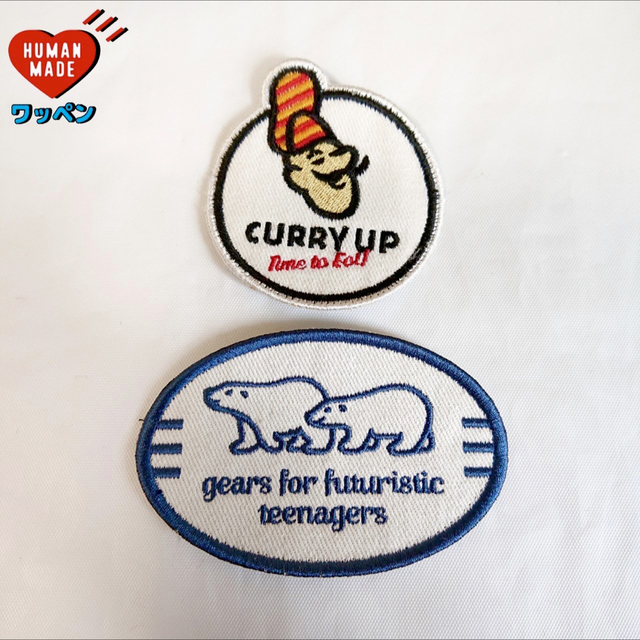 HUMAN
MADE
ワッペン
CURRY UP
Time to Eat!
gears for futuristic
teenagers